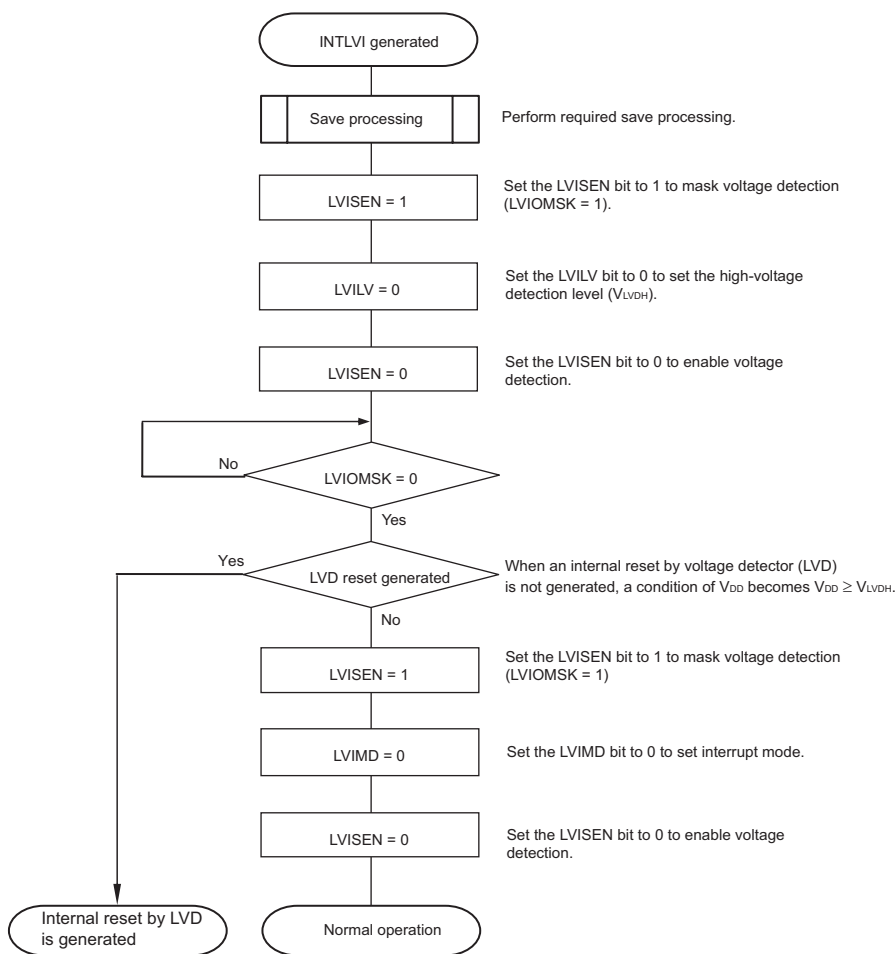 INTLVI generated
Save processing
Perform required save processing.
LVISEN = 1
Set the LVISEN bit to 1 to mask voltage detection
(LVIOMSK = 1).
LVILV = 0
Set the LVILV bit to 0 to set the high-voltage
detection level (VLVDH).
LVISEN = 0
Set the LVISEN bit to 0 to enable voltage
detection.
No
LVIOMSK = 0
Yes
Yes
LVD reset generated
When an internal reset by voltage detector (LVD)
is not generated, a condition of VDD becomes VDD ≥ VLVDH.
No
LVISEN = 1
Set the LVISEN bit to 1 to mask voltage detection
(LVIOMSK = 1)
LVIMD = 0
Set the LVIMD bit to 0 to set interrupt mode.
LVISEN = 0
Set the LVISEN bit to 0 to enable voltage
detection.
Internal reset by LVD
is generated
Normal operation